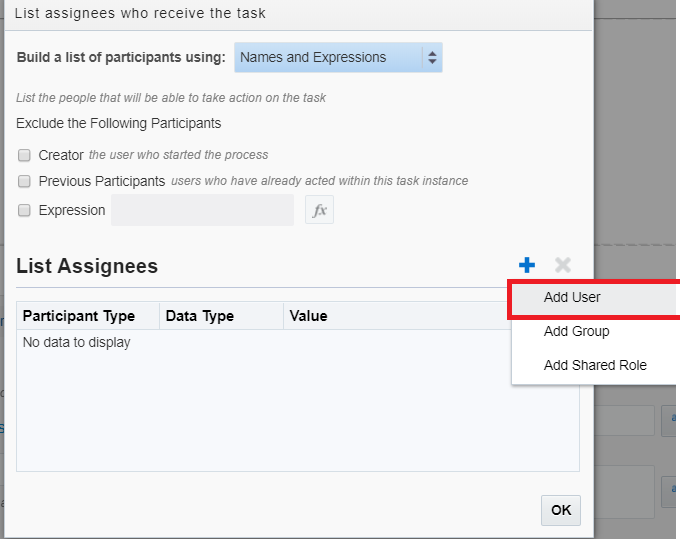 List assignees who receive the task
Build a list of participants using: Names and Expressions
List the people that will be able to take action on the task
Exclude the Following Participants
Creator the user who started the process
Previous Participants users who have already acted within this task instance
Expression fx
List Assignees
Add User
Add Group
Add Shared Role
Participant Type Data Type Value
No data to display
OK